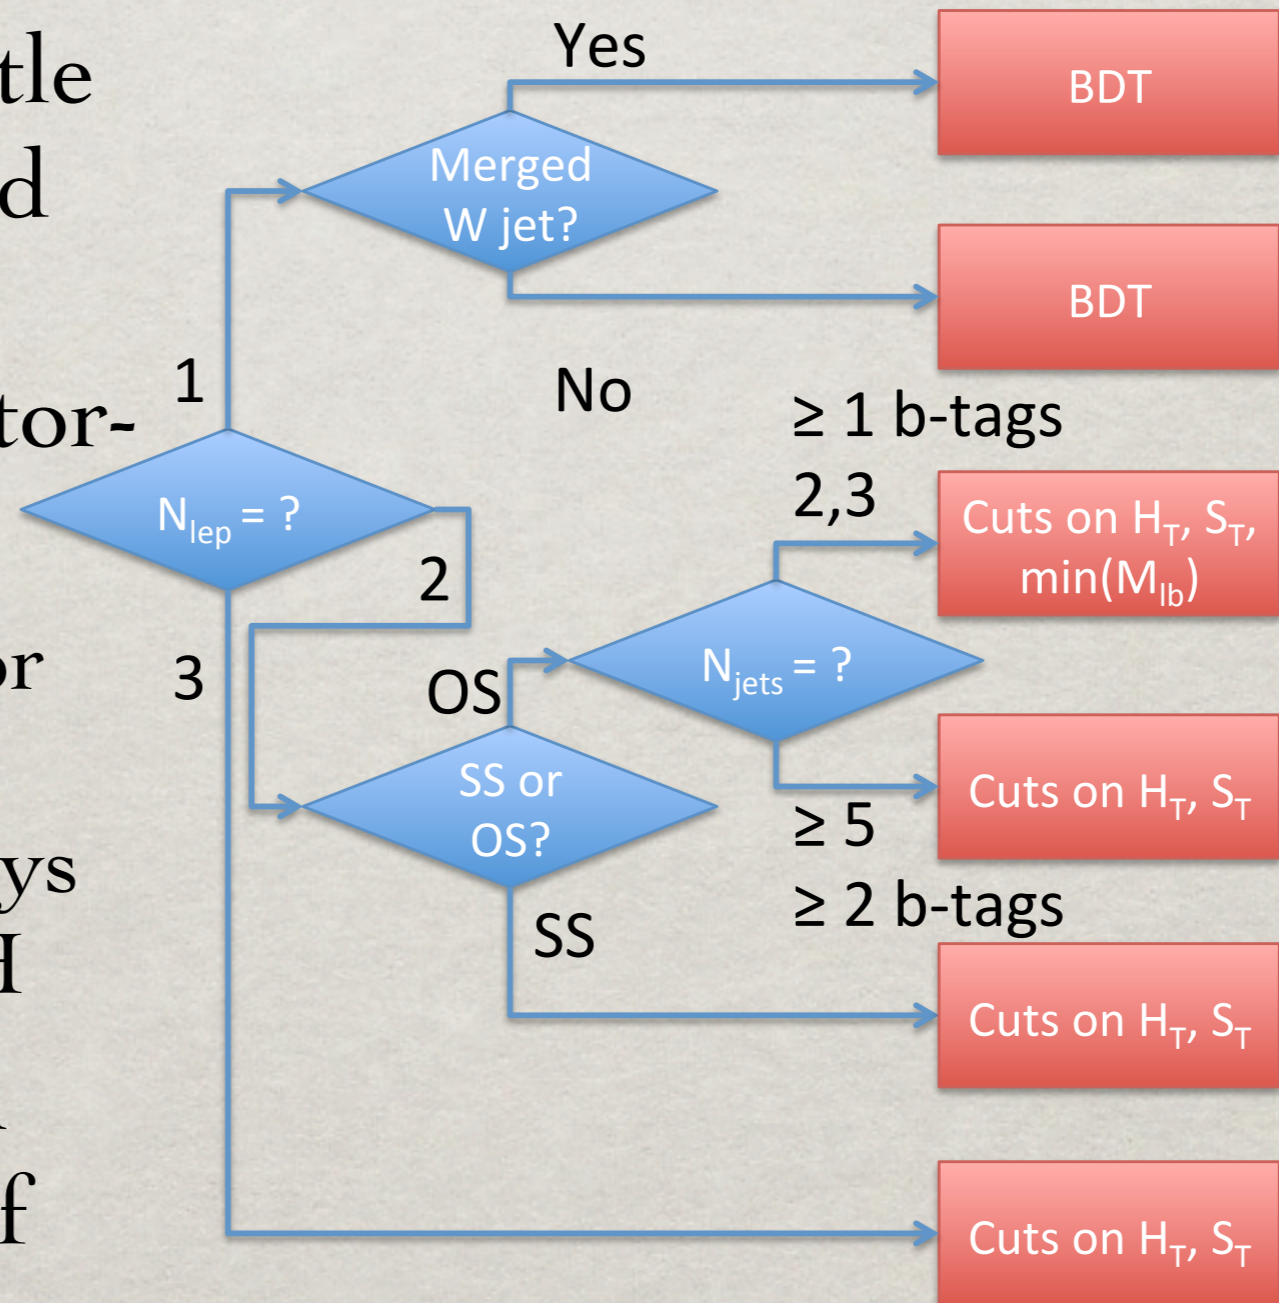 tle
d
tor-
or
ys
H
f
Yes
BDT
Merged
W jet?
BDT
No
1
≥ 1 b-tags
2,3
N_lep = ?
Cuts on H_T, S_T,
min(M_lb)
2
3
OS
N_jets = ?
SS or
OS?
Cuts on H_T, S_T
≥ 5
≥ 2 b-tags
SS
Cuts on H_T, S_T
Cuts on H_T, S_T